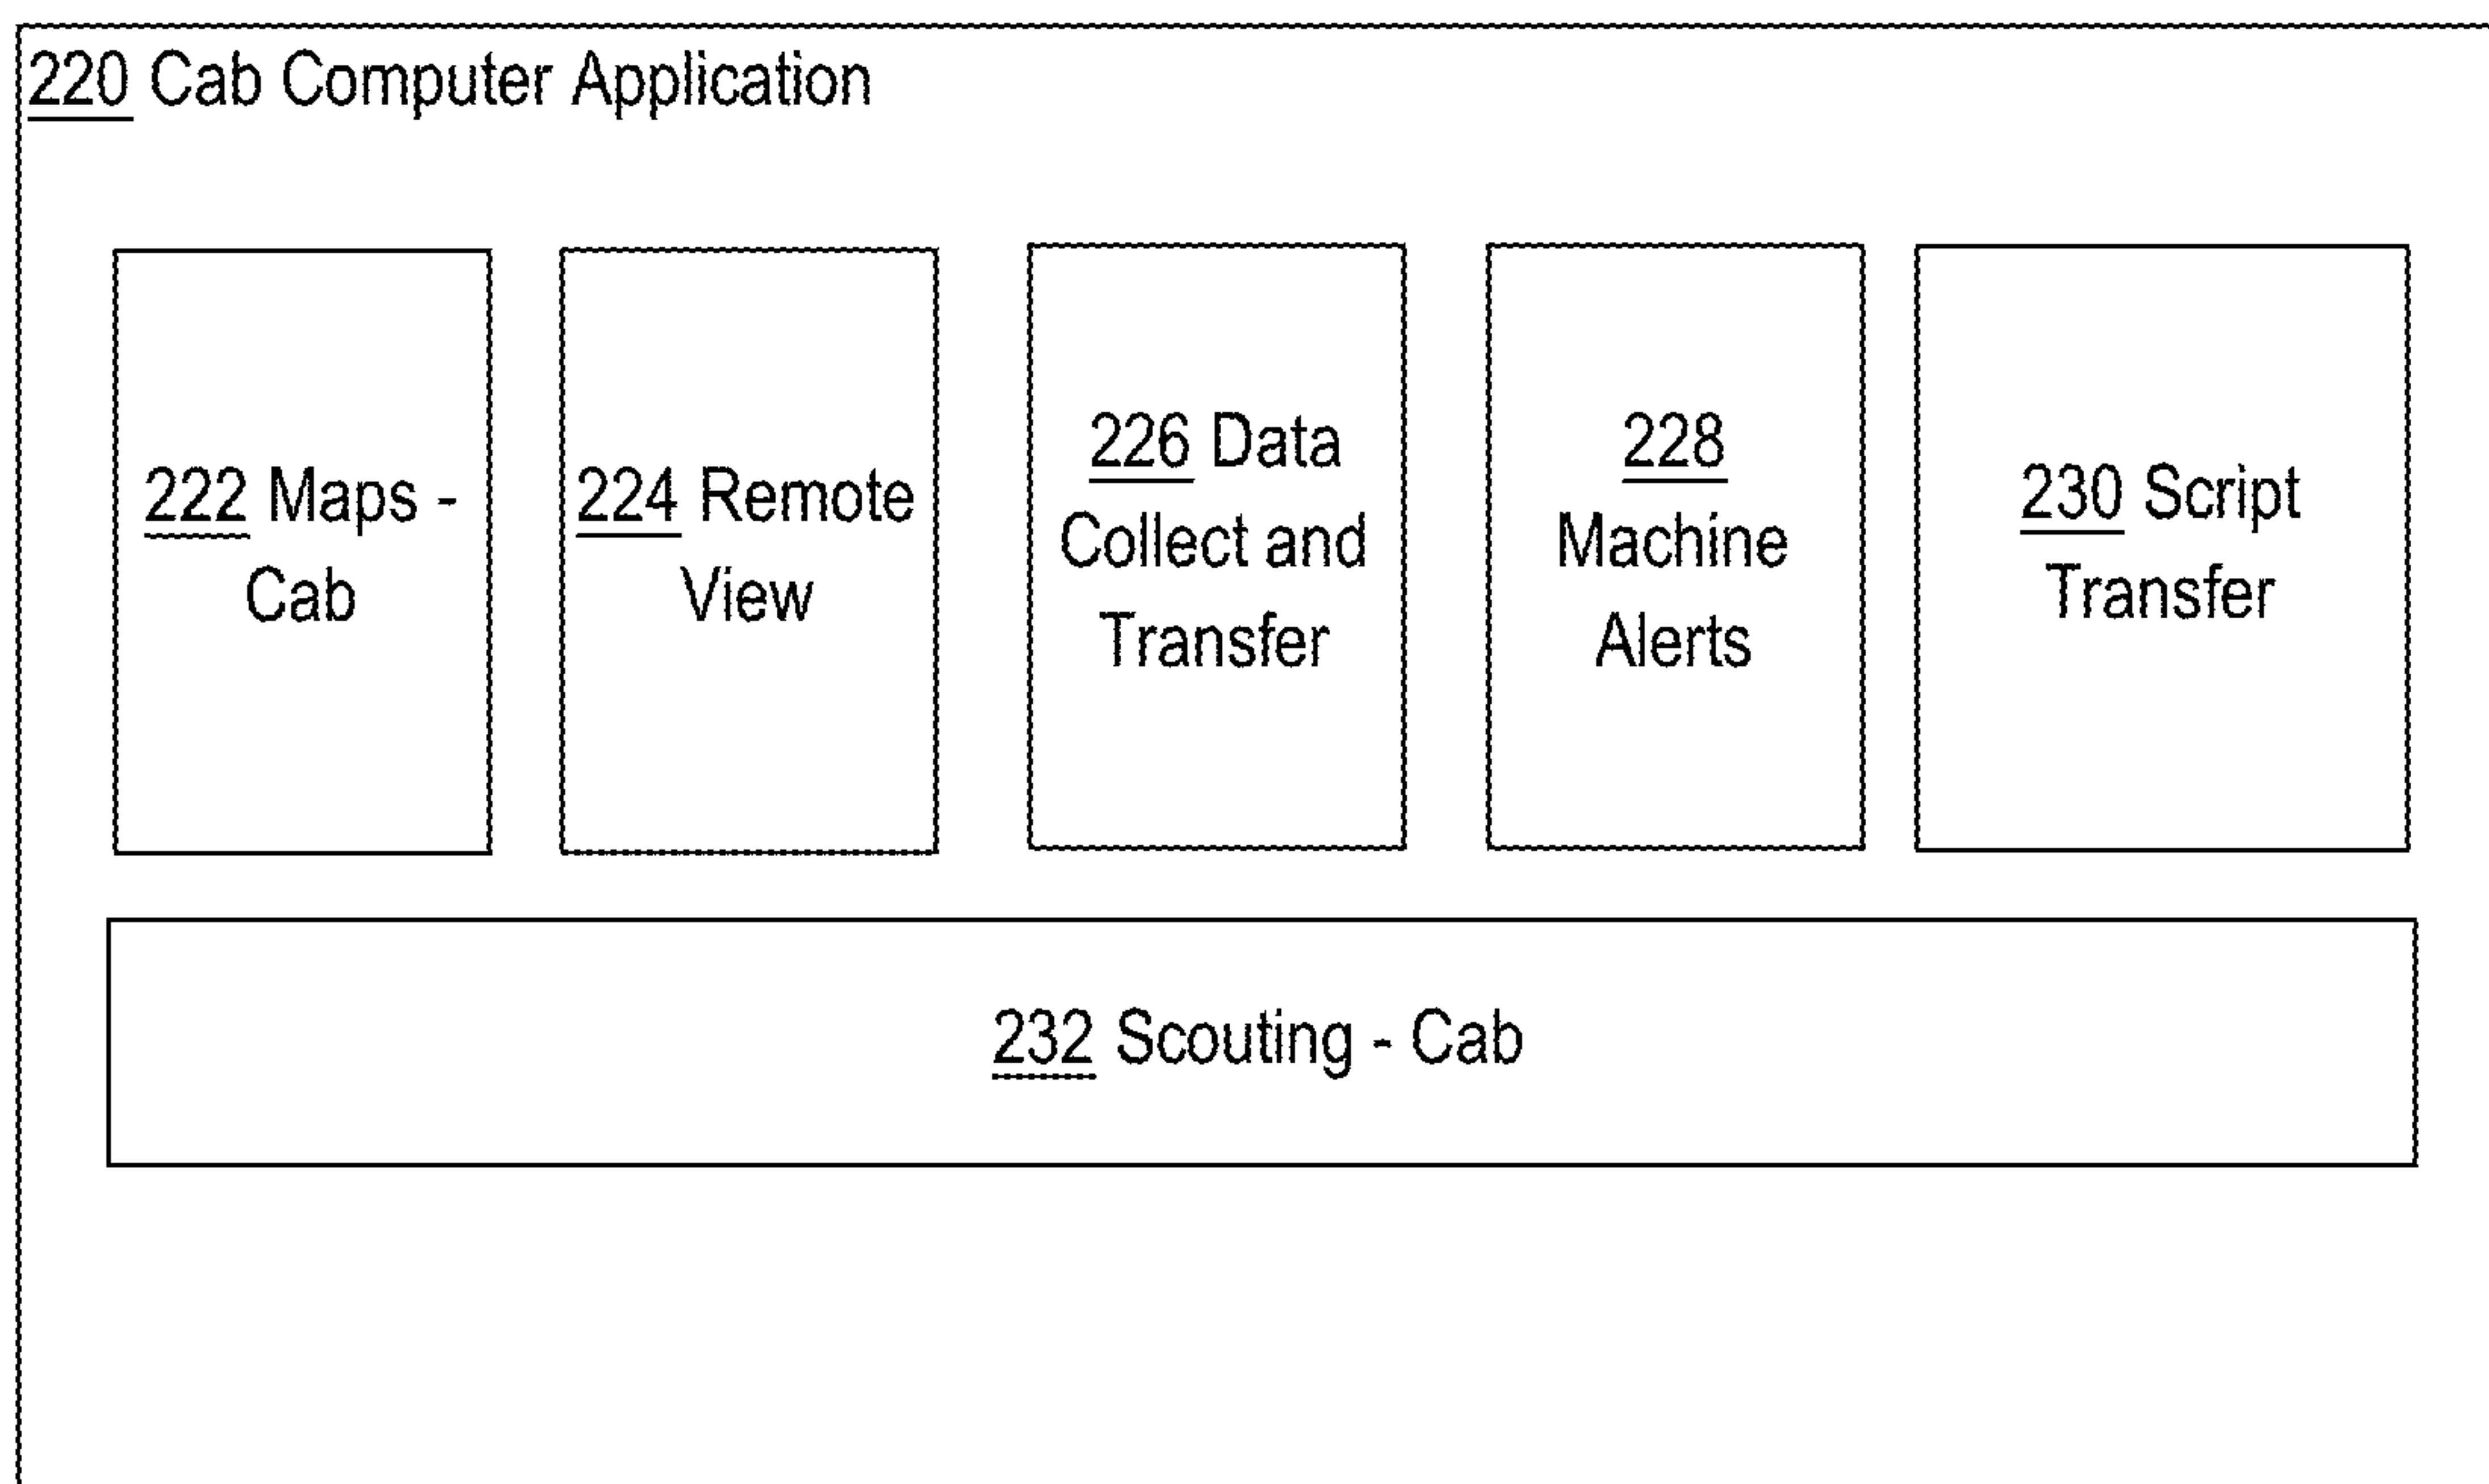 220 Cab Computer Application
222 Maps -
Cab
224 Remote
View
226 Data
Collect and
Transfer
228
Machine
Alerts
230 Script
Transfer
232 Scouting - Cab